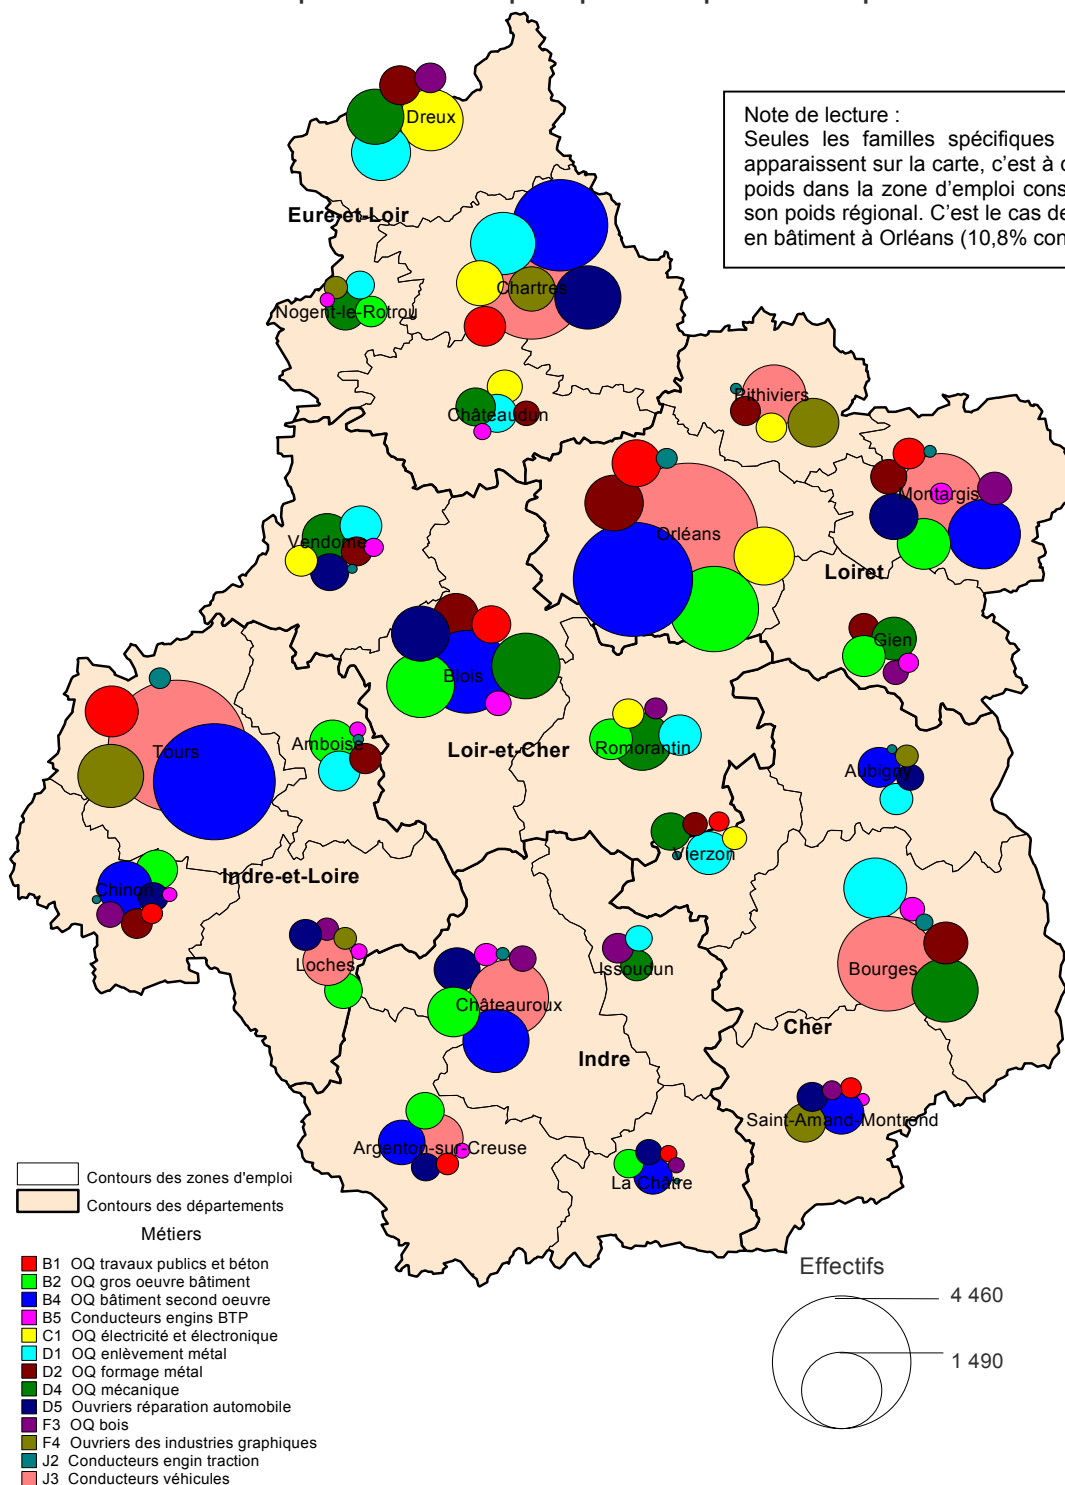 Note de lecture :
Seules les familles spécifiques
apparaissent sur la carte, c'est à
poids dans la zone d'emploi
son poids régional. C'est le cas
en bâtiment à Orléans (10,8%
Dreux
Eure-et-Loir
Chartres
Nogent-le-Rotrou
Châteaudun
Pithiviers
Montargis
Orléans
Vendome
Loiret
Gien
Blois
Tours
Amboise
Loir-et-Cher
Romorantin
Aubigny
Vierzon
Chinon
Indre-et-Loire
Loches
Issoudun
Bourges
Châteauroux
Cher
Indre
Saint-Amand-Montrond
Argenton-sur-Creuse
La Châtre
Contours des zones d'emploi
Contours des départements
Métiers
B1 OQ travaux publics et béton
B2 OQ gros oeuvre bâtiment
B4 OQ bâtiment second oeuvre
B5 Conducteurs engins BTP
C1 OQ électricité et électronique
D1 OQ enlèvement métal
D2 OQ formage métal
D4 OQ mécanique
D5 Ouvriers réparation automobile
F3 OQ bois
F4 Ouvriers des industries graphiques
J2 Conducteurs engin traction
J3 Conducteurs véhicules
Effectifs
4 460
1 490